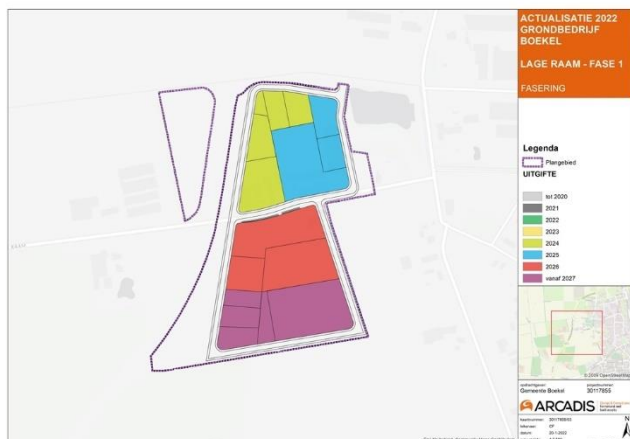 ACTUALISATIE 2022
GRONDBEDRIJF
BOEKEL
LAGE RAAM - FASE 1
FASERING
Legenda
Plangebied
UITGIFTE
tot 2020
2021
2022
2023
2024
2025
2026
vanaf 2027
Gemeente Boekel
30117855
ARCADIS
N